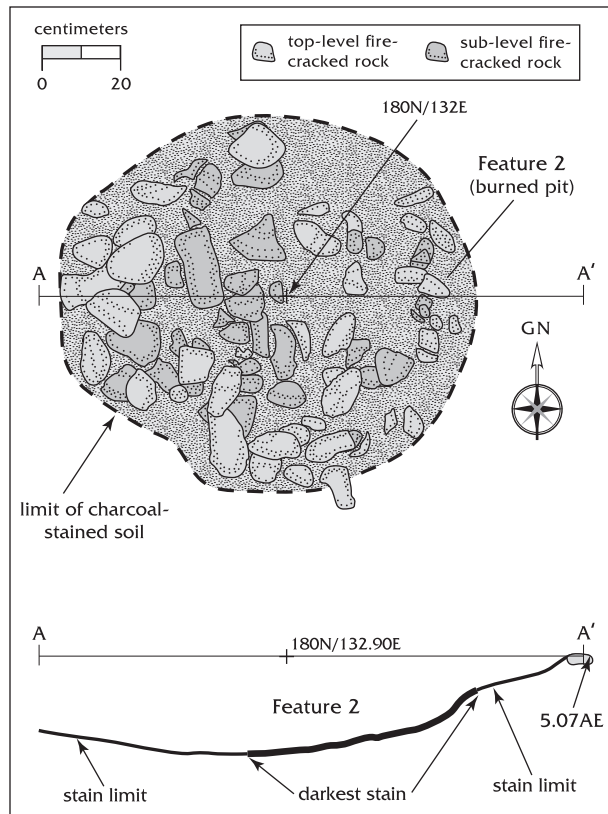 centimeters
0 20
top-level fire-
cracked rock
sub-level fire-
cracked rock
180N/132E
Feature 2
(burned pit)
A
A'
GN
limit of charcoal-
stained soil
A
180N/132.90E
A'
Feature 2
5.07AE
stain limit
darkest stain
stain limit